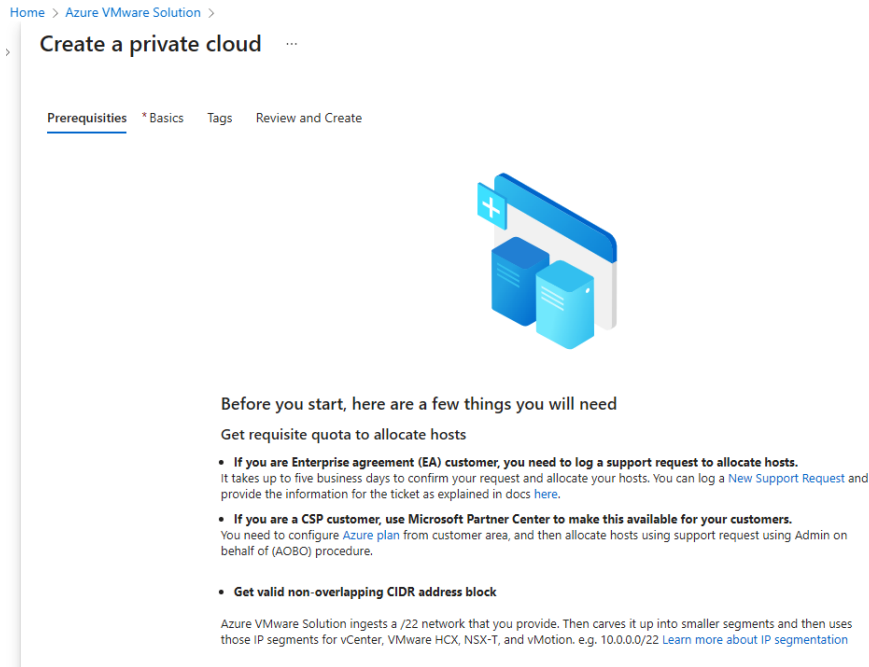 Home > Azure VMware Solution >
Create a private cloud ...
Prerequisities * Basics Tags Review and Create
Before you start, here are a few things you will need
Get requisite quota to allocate hosts
• If you are Enterprise agreement (EA) customer, you need to log a support request to allocate hosts.
It takes up to five business days to confirm your request and allocate your hosts. You can log a New Support Request and
provide the information for the ticket as explained in docs here.
• If you are a CSP customer, use Microsoft Partner Center to make this available for your customers.
You need to configure Azure plan from customer area, and then allocate hosts using support request using Admin on
behalf of (AOBO) procedure.
• Get valid non-overlapping CIDR address block
Azure VMware Solution ingests a /22 network that you provide. Then carves it up into smaller segments and then uses
those IP segments for vCenter, VMware HCX, NSX-T, and vMotion. e.g. 10.0.0.0/22 Learn more about IP segmentation